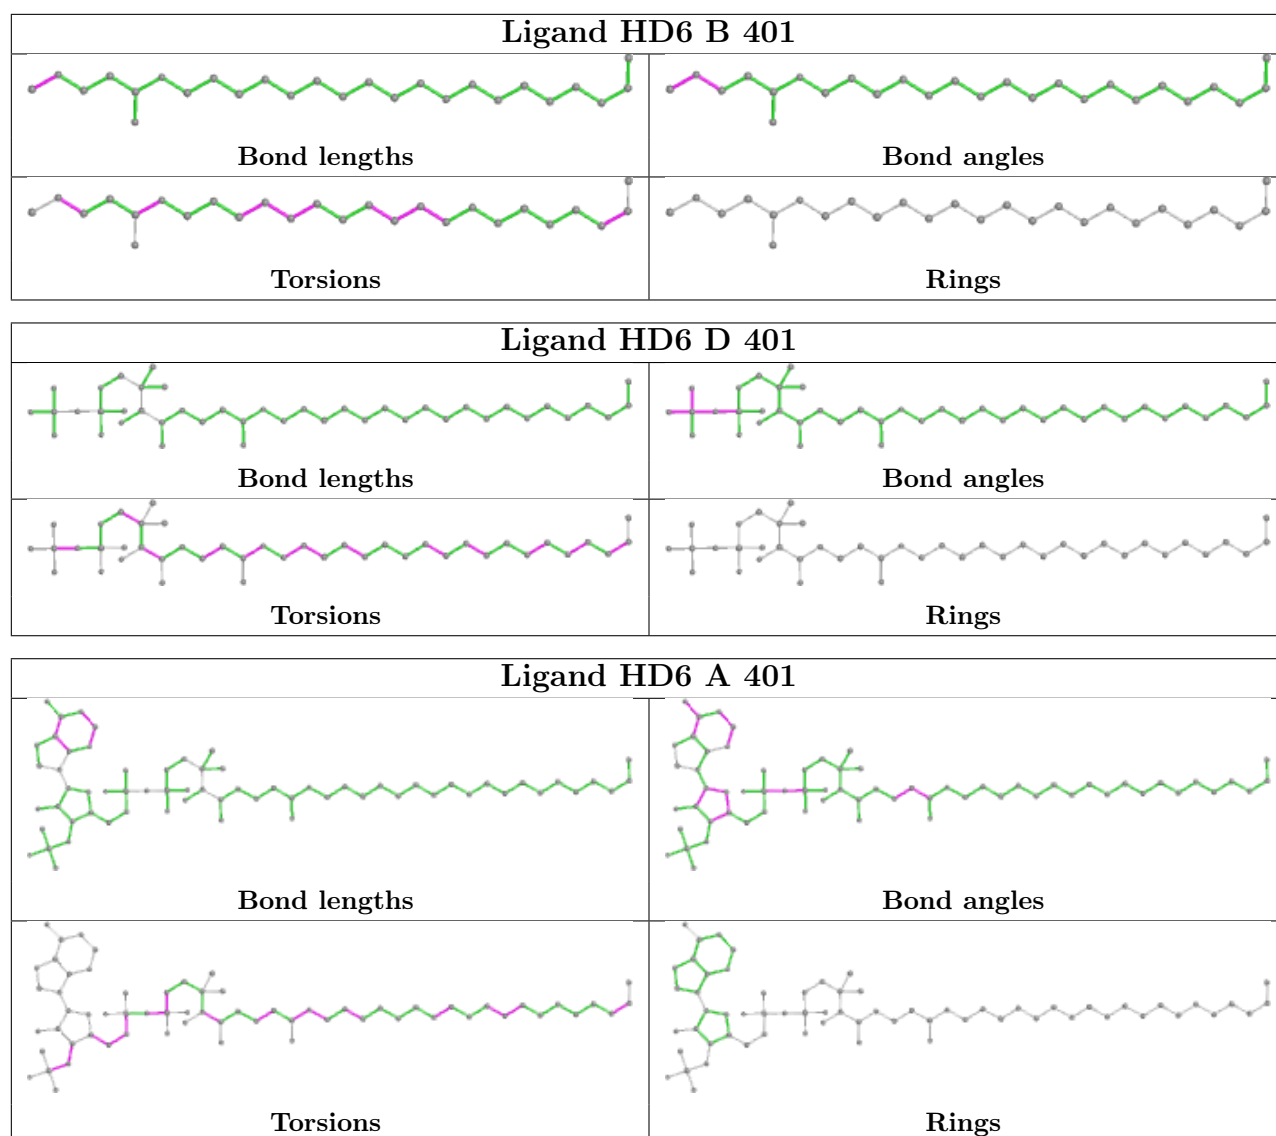 Ligand HD6 B 401
Bond lengths
Bond angles
Torsions
Rings
Ligand HD6 D 401
Bond lengths
Bond angles
Torsions
Rings
Ligand HD6 A 401
Bond lengths
Bond angles
Torsions
Rings